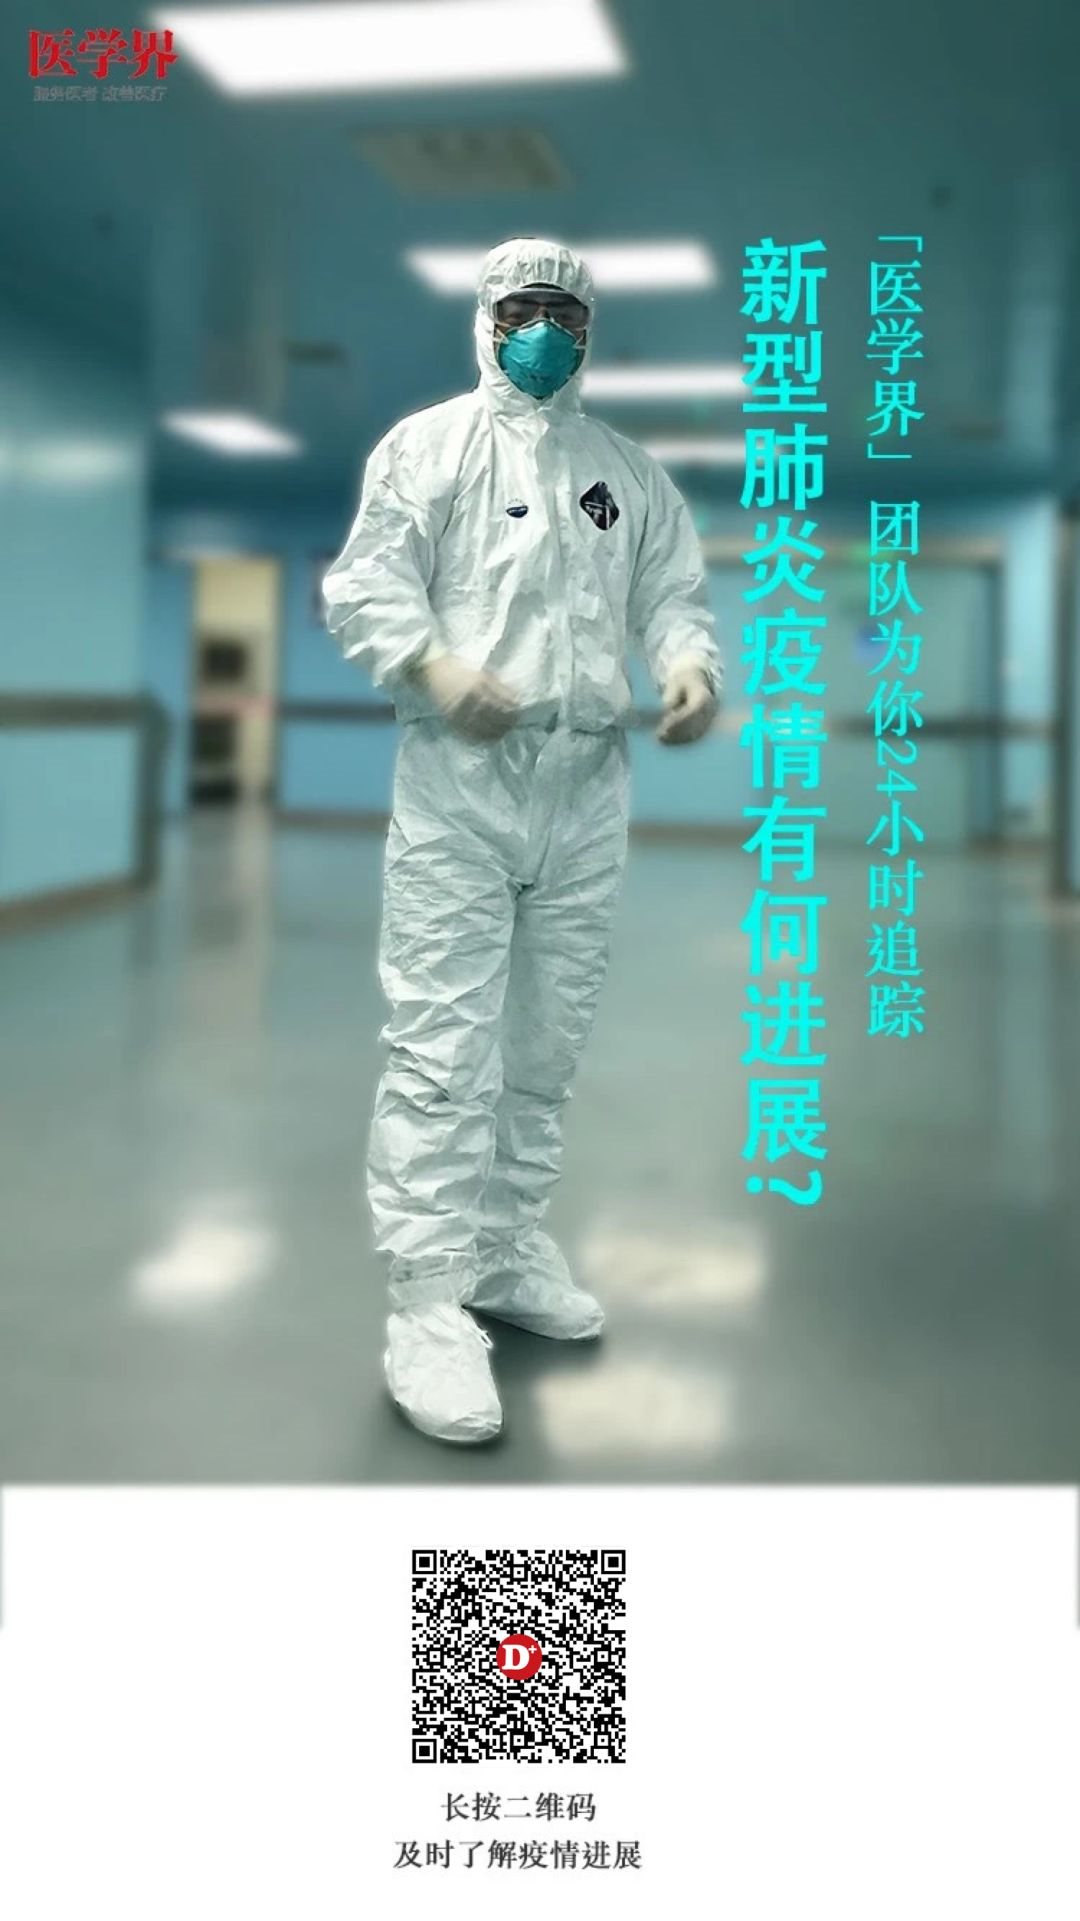 医学界
服务医者 改善医疗
「医学界」团队为你24小时追踪
新型肺炎疫情有何进展?
D+
长按二维码
及时了解疫情进展